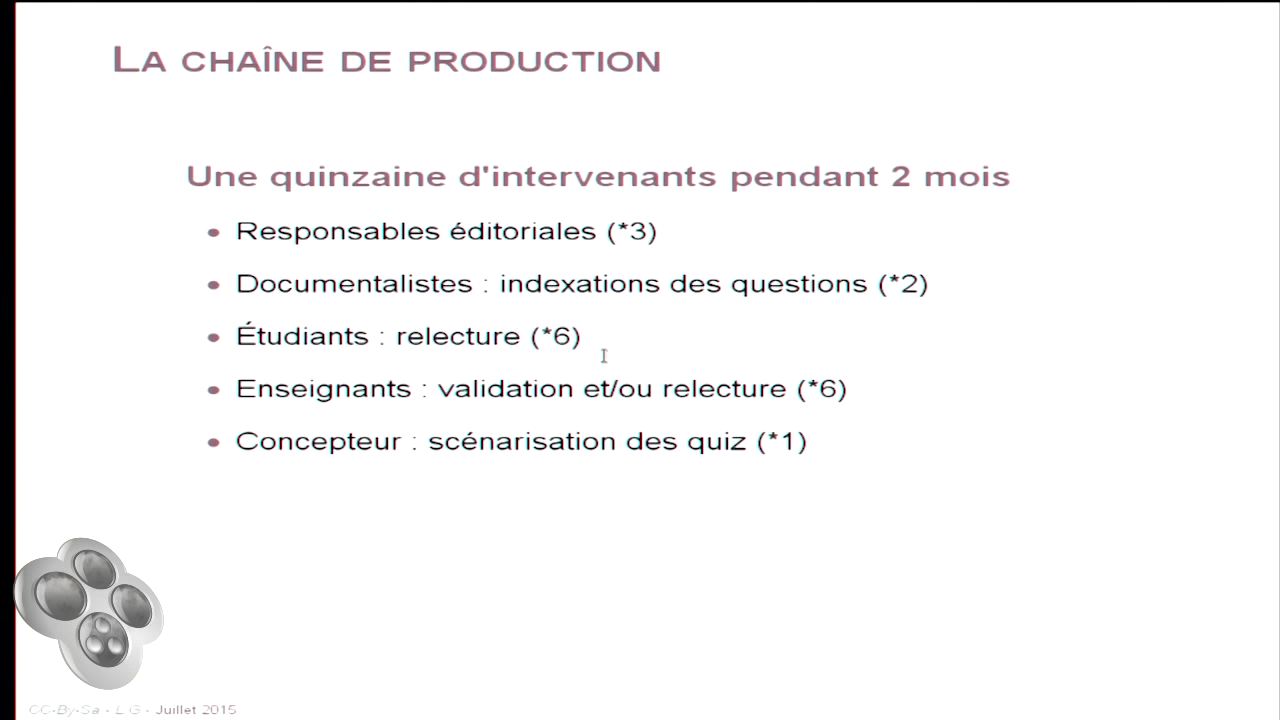 LA CHAÎNE DE PRODUCTION
Une quinzaine d'intervenants pendant 2 mois
• Responsables éditoriales (*3)
• Documentalistes : indexations des questions (*2)
• Étudiants : relecture (*6)
• Enseignants : validation et/ou relecture (*6)
• Concepteur : scénarisation des quiz (*1)
CC-By-Sa - L G - Juillet 2015